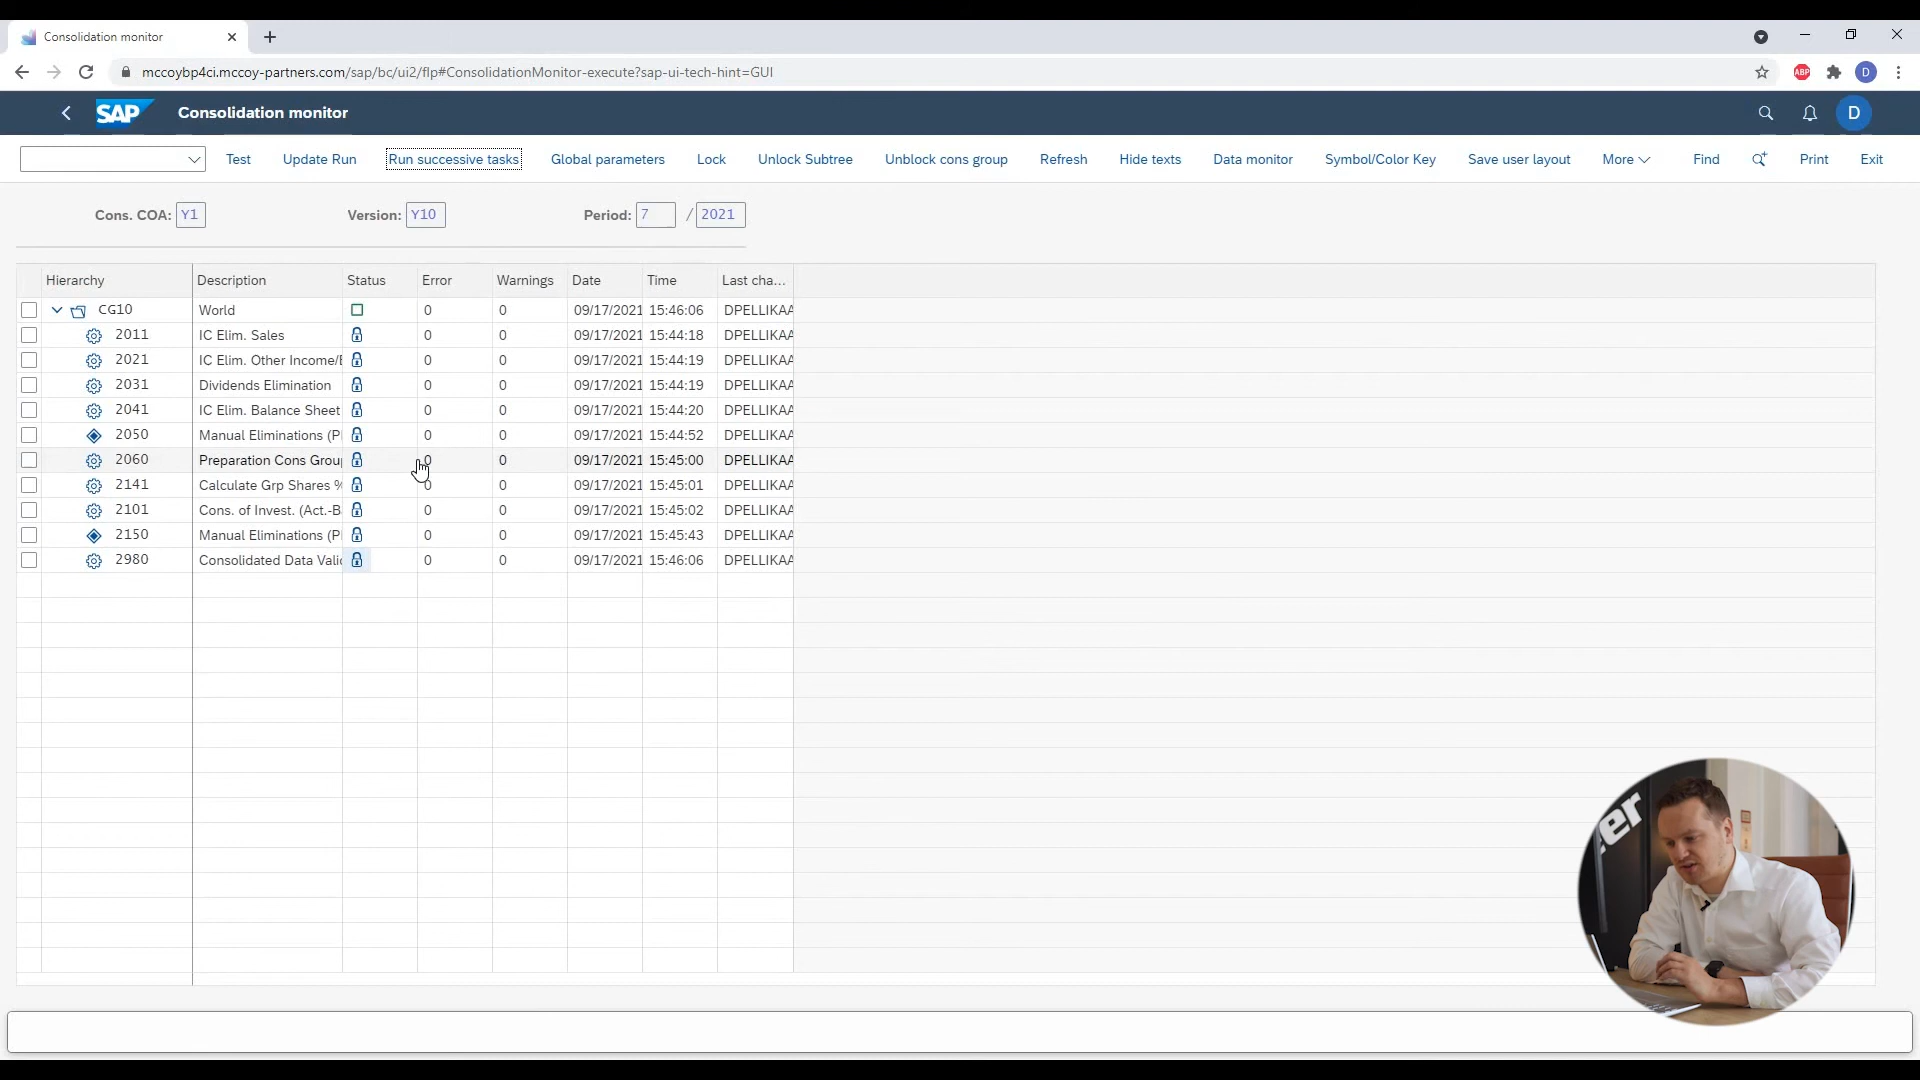 Consolidation monitor
mccoybp4ci.mccoy-partners.com/sap/bc/ui2/flp#ConsolidationMonitor-execute?sap-ui-tech-hint=GUI
ABP
D
SAP Consolidation monitor
D
Test Update Run Run successive tasks Global parameters Lock Unlock Subtree Unblock cons group Refresh Hide texts Data monitor Symbol/Color Key Save user layout More Find Print Exit
Cons. COA: Y1 Version: Y10 Period: 7 / 2021
Hierarchy Description Status Error Warnings Date Time Last cha...
CG10 World 0 0 09/17/2021 15:46:06 DPELLIKAA
2011 IC Elim. Sales 0 0 09/17/2021 15:44:18 DPELLIKAA
2021 IC Elim. Other Income/E 0 0 09/17/2021 15:44:19 DPELLIKAA
2031 Dividends Elimination 0 0 09/17/2021 15:44:19 DPELLIKAA
2041 IC Elim. Balance Sheet 0 0 09/17/2021 15:44:20 DPELLIKAA
2050 Manual Eliminations (P 0 0 09/17/2021 15:44:52 DPELLIKAA
2060 Preparation Cons Grou 0 0 09/17/2021 15:45:00 DPELLIKAA
2141 Calculate Grp Shares % 0 0 09/17/2021 15:45:01 DPELLIKAA
2101 Cons. of Invest. (Act.-B 0 0 09/17/2021 15:45:02 DPELLIKAA
2150 Manual Eliminations (P 0 0 09/17/2021 15:45:43 DPELLIKAA
2980 Consolidated Data Vali 0 0 09/17/2021 15:46:06 DPELLIKAA
eer